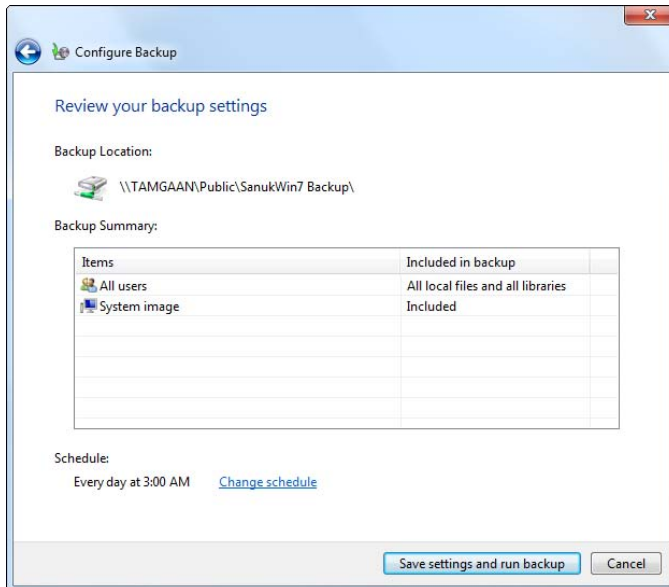 Configure Backup
Review your backup settings
Backup Location:
\\TAMGAAN\Public\SanukWin7 Backup\
Backup Summary:
Items Included in backup
All users All local files and all libraries
System image Included
Schedule:
Every day at 3:00 AM Change schedule
Save settings and run backup Cancel